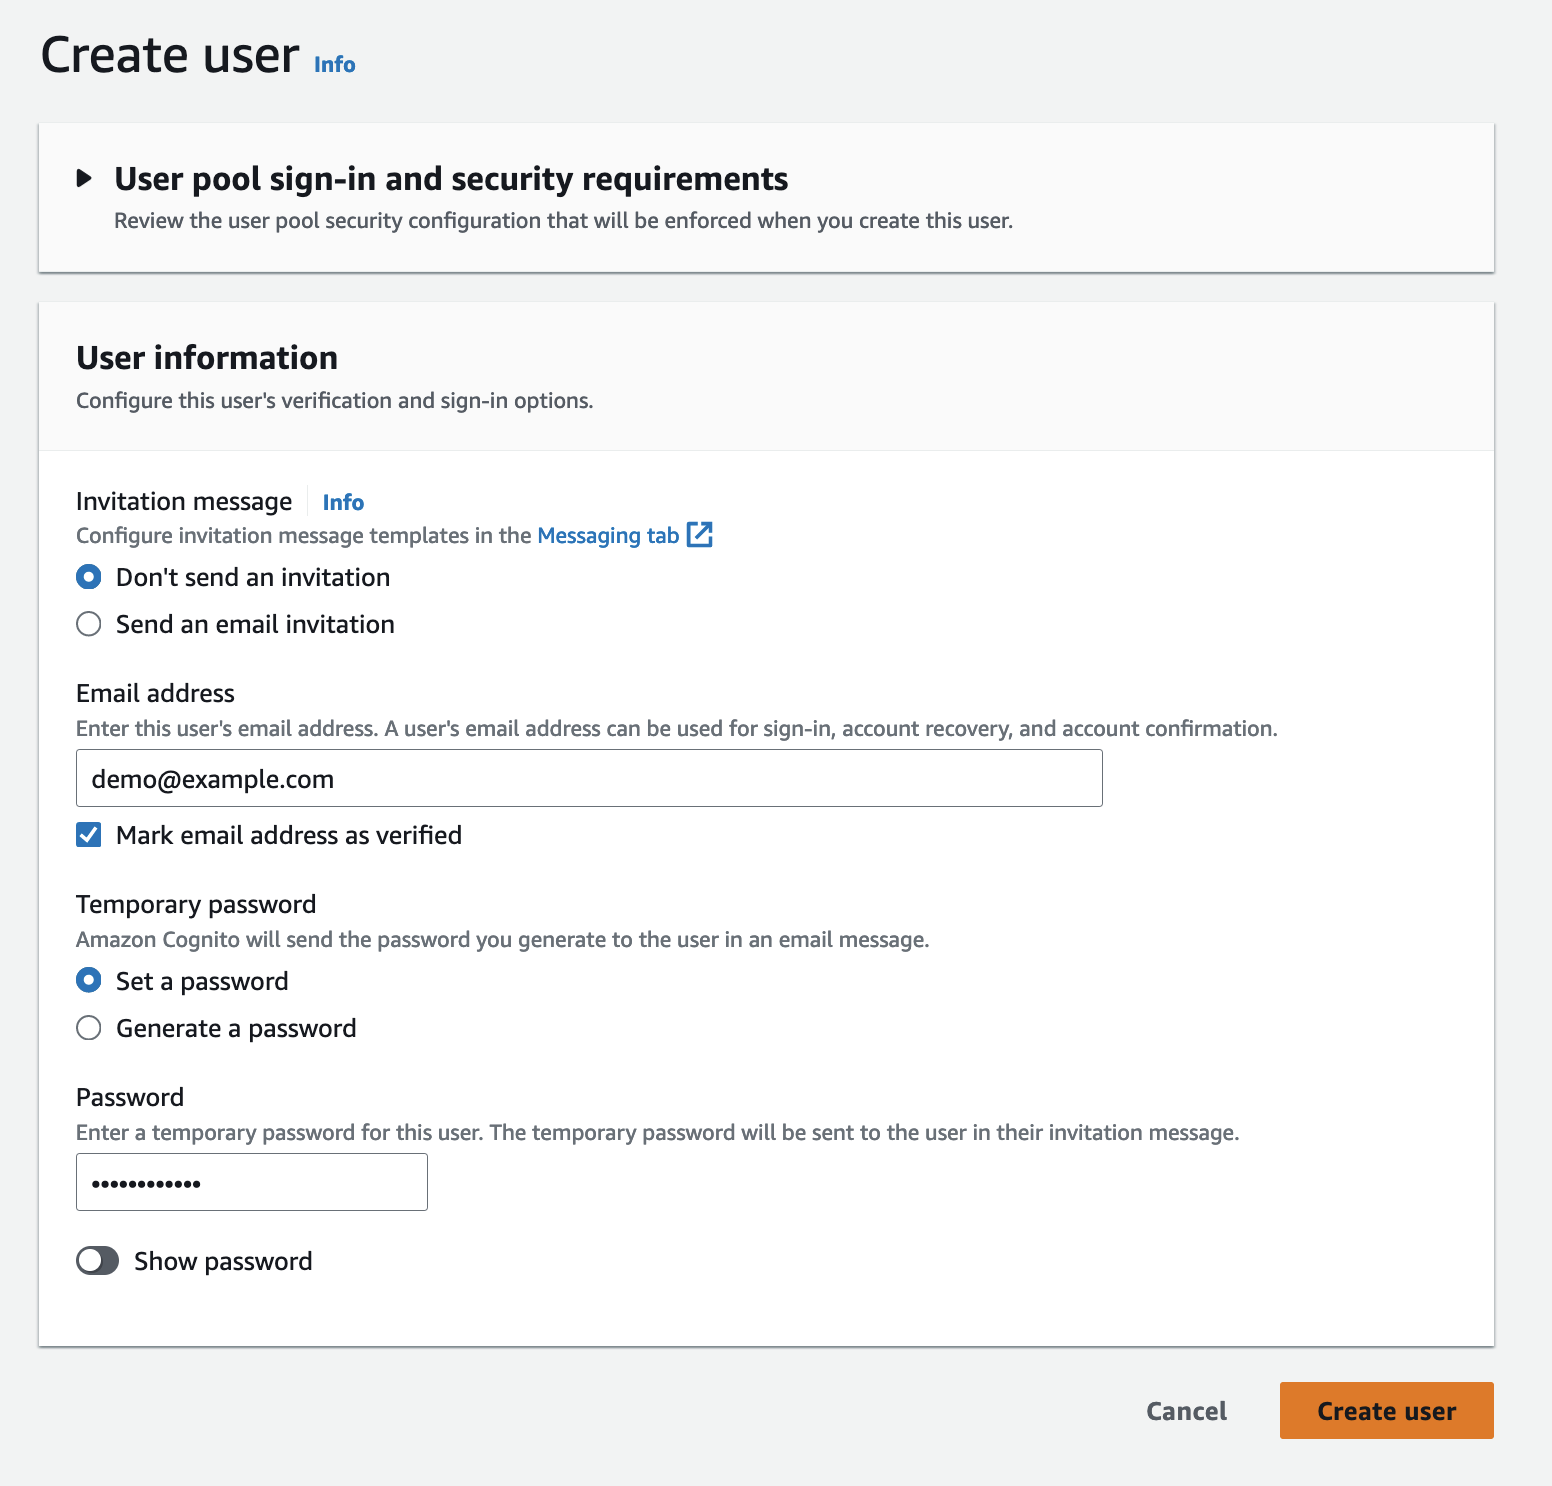 Create user Info
User pool sign-in and security requirements
Review the user pool security configuration that will be enforced when you create this user.
User information
Configure this user's verification and sign-in options.
Invitation message Info
Configure invitation message templates in the Messaging tab
Don't send an invitation
Send an email invitation
Email address
Enter this user's email address. A user's email address can be used for sign-in, account recovery, and account confirmation.
demo@example.com
Mark email address as verified
Temporary password
Amazon Cognito will send the password you generate to the user in an email message.
Set a password
Generate a password
Password
Enter a temporary password for this user. The temporary password will be sent to the user in their invitation message.
••••••••••••
Show password
Cancel Create user